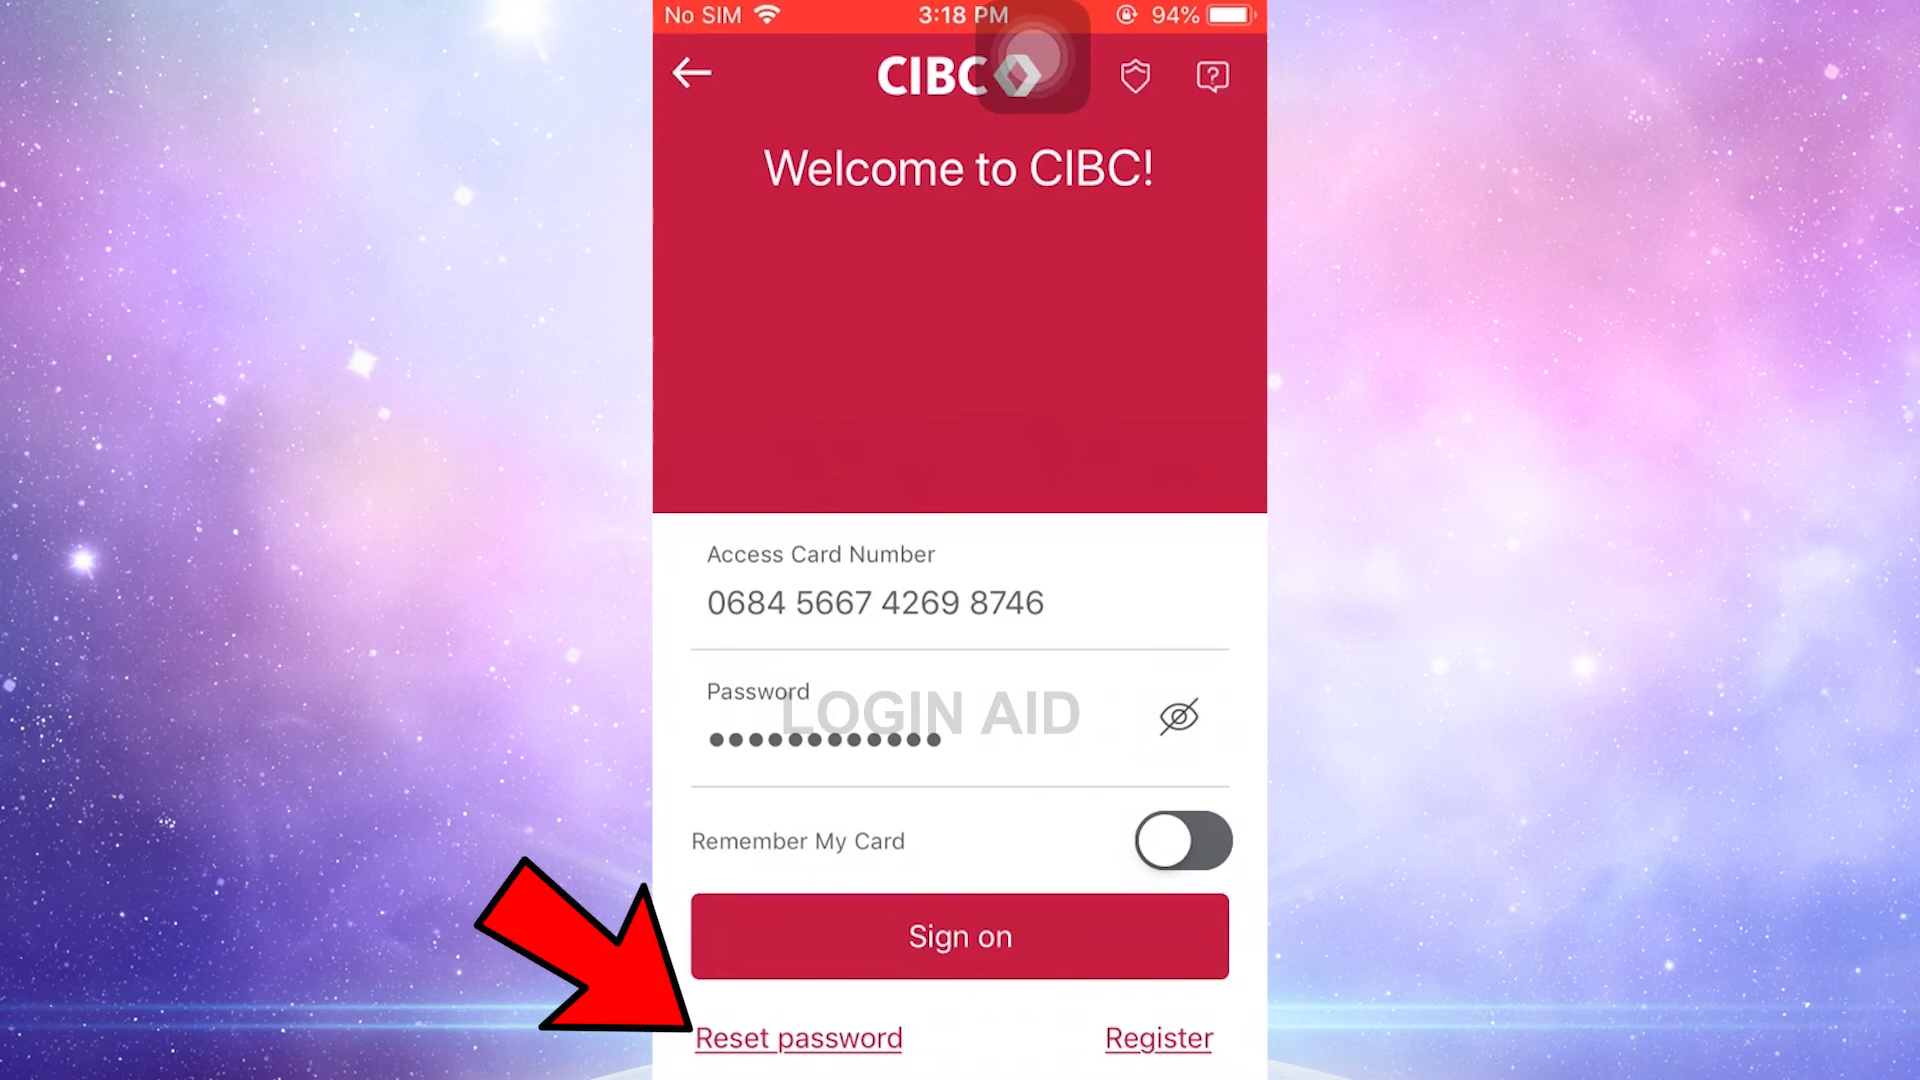 No SIM 3:18 PM 94%
CIBC
Welcome to CIBC!
Access Card Number
0684 5667 4269 8746
Password
LOGIN AID
Remember My Card
Sign on
Reset password Register